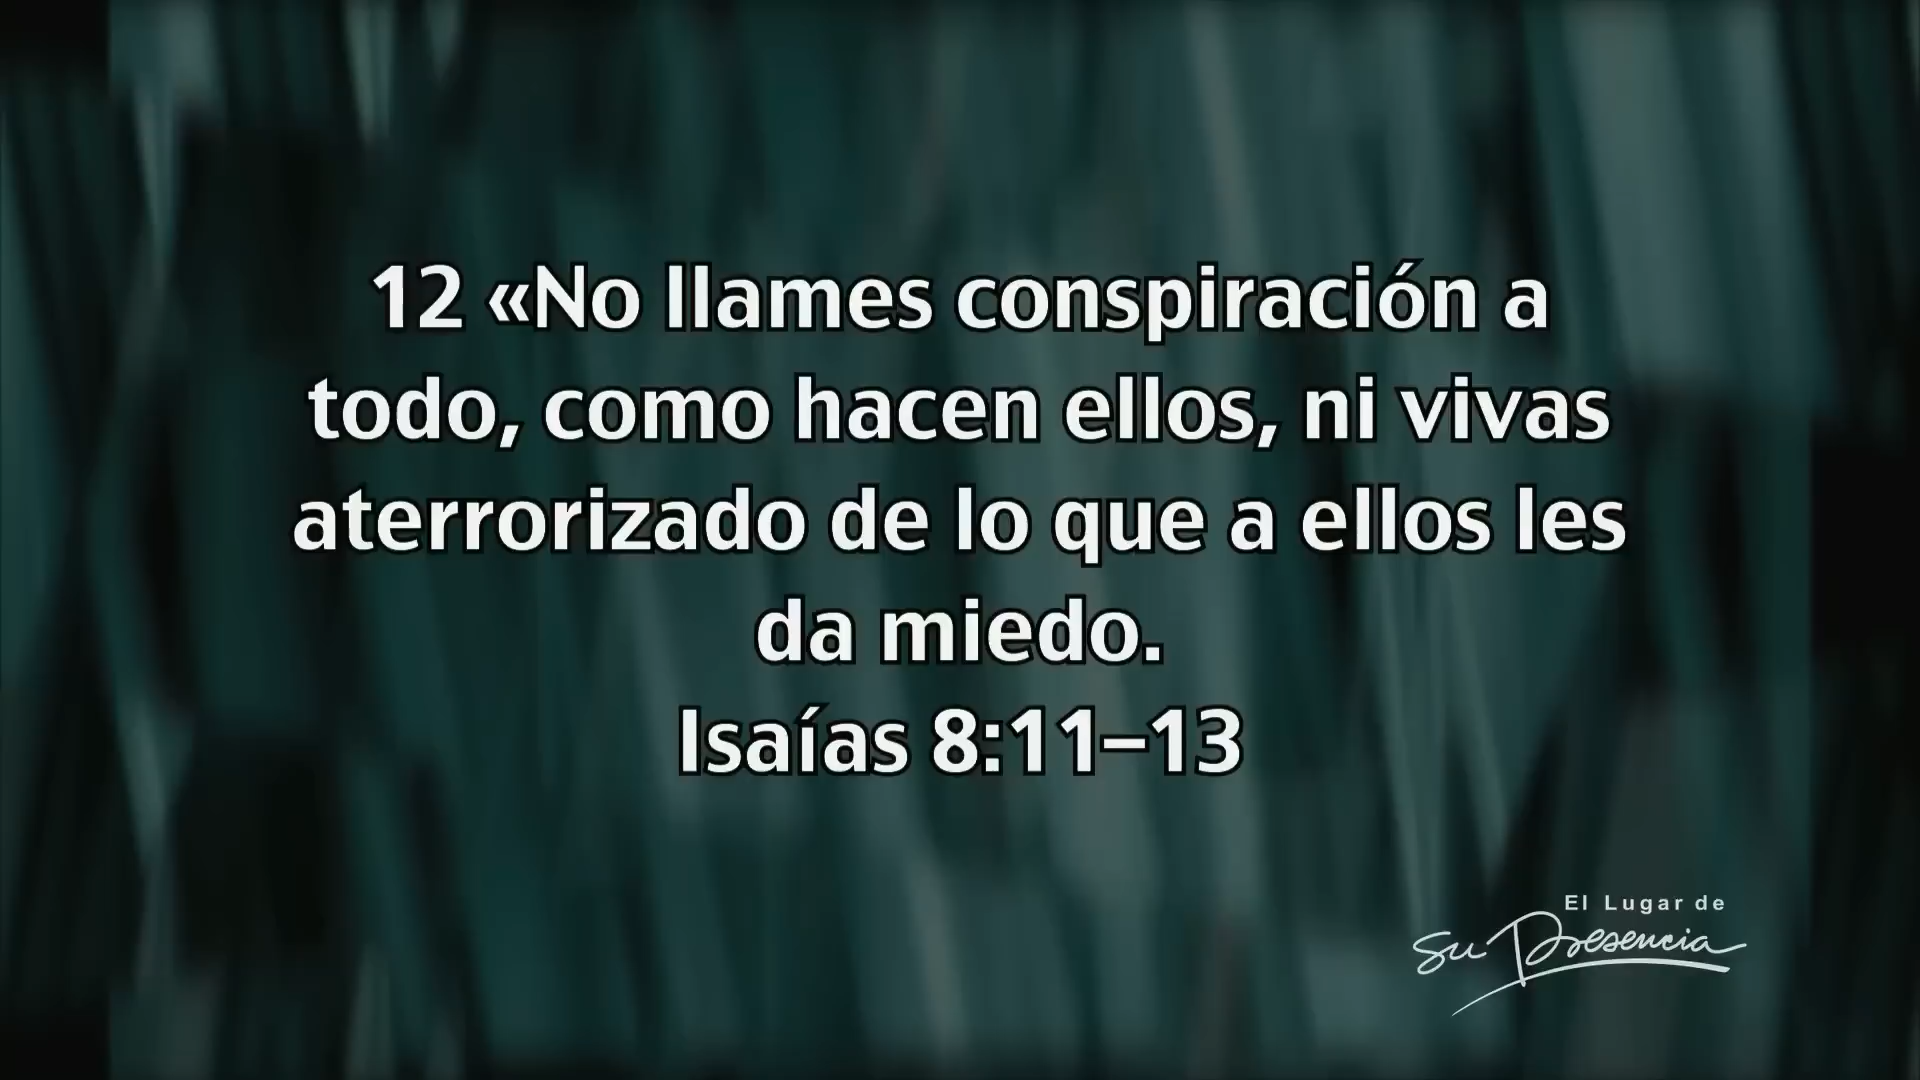 12 «No llames conspiración a
todo, como hacen ellos, ni vivas
aterrorizado de lo que a ellos les
da miedo.
Isaías 8:11–13
El Lugar de
Su Presencia